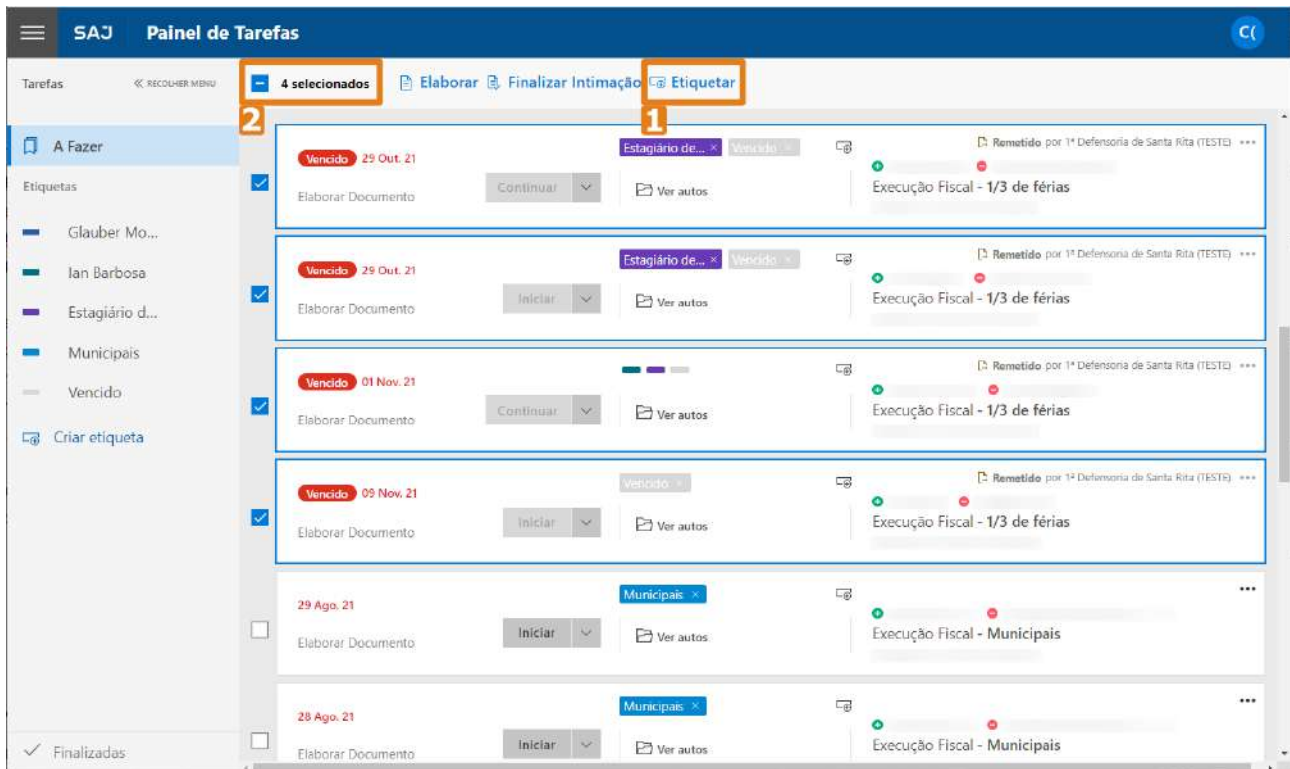 SAJ Painel de Tarefas C(
Tarefas « RECOLHER MENU 4 selecionados Elaborar Finalizar Intimação Etiquetar
2 1
A Fazer
Etiquetas
Glauber Mo...
Ian Barbosa
Estagiário d...
Municipais
Vencido
Criar etiqueta
Finalizadas
Vencido 29 Out. 21 Estagiário de... × Vencido × Remetido por 1ª Defensoria de Santa Rita (TESTE) •••
Elaborar Documento Continuar Ver autos Execução Fiscal - 1/3 de férias
Vencido 29 Out. 21 Estagiário de... × Vencido × Remetido por 1ª Defensoria de Santa Rita (TESTE) •••
Elaborar Documento Iniciar Ver autos Execução Fiscal - 1/3 de férias
Vencido 01 Nov. 21 Remetido por 1ª Defensoria de Santa Rita (TESTE) •••
Elaborar Documento Continuar Ver autos Execução Fiscal - 1/3 de férias
Vencido 09 Nov. 21 Vencido × Remetido por 1ª Defensoria de Santa Rita (TESTE) •••
Elaborar Documento Iniciar Ver autos Execução Fiscal - 1/3 de férias
29 Ago. 21 Municipais × •••
Elaborar Documento Iniciar Ver autos Execução Fiscal - Municipais
28 Ago. 21 Municipais × •••
Elaborar Documento Iniciar Ver autos Execução Fiscal - Municipais